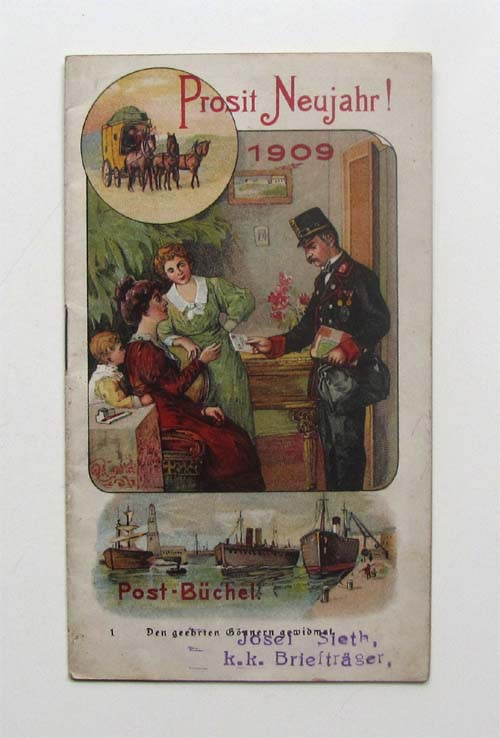 Prosit Neujahr!
1909
Post-Büchel.
1 Den geehrten Gönnern gewidmet
Josef Sieth,
k.k. Briefträger,